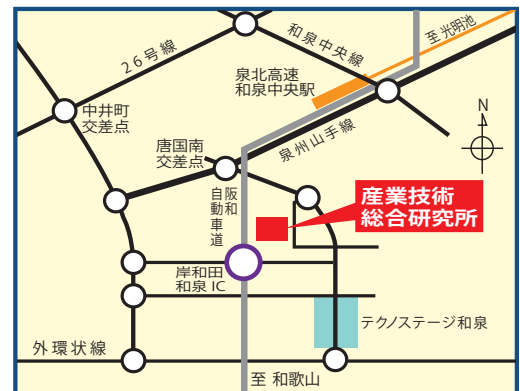 26号線
和泉中央線
至 光明池
泉北高速
和泉中央駅
中井町
交差点
N
泉州山手線
唐国南
交差点
阪和
自動車道
産業技術
総合研究所
岸和田
和泉IC
テクノステージ和泉
外環状線
至 和歌山